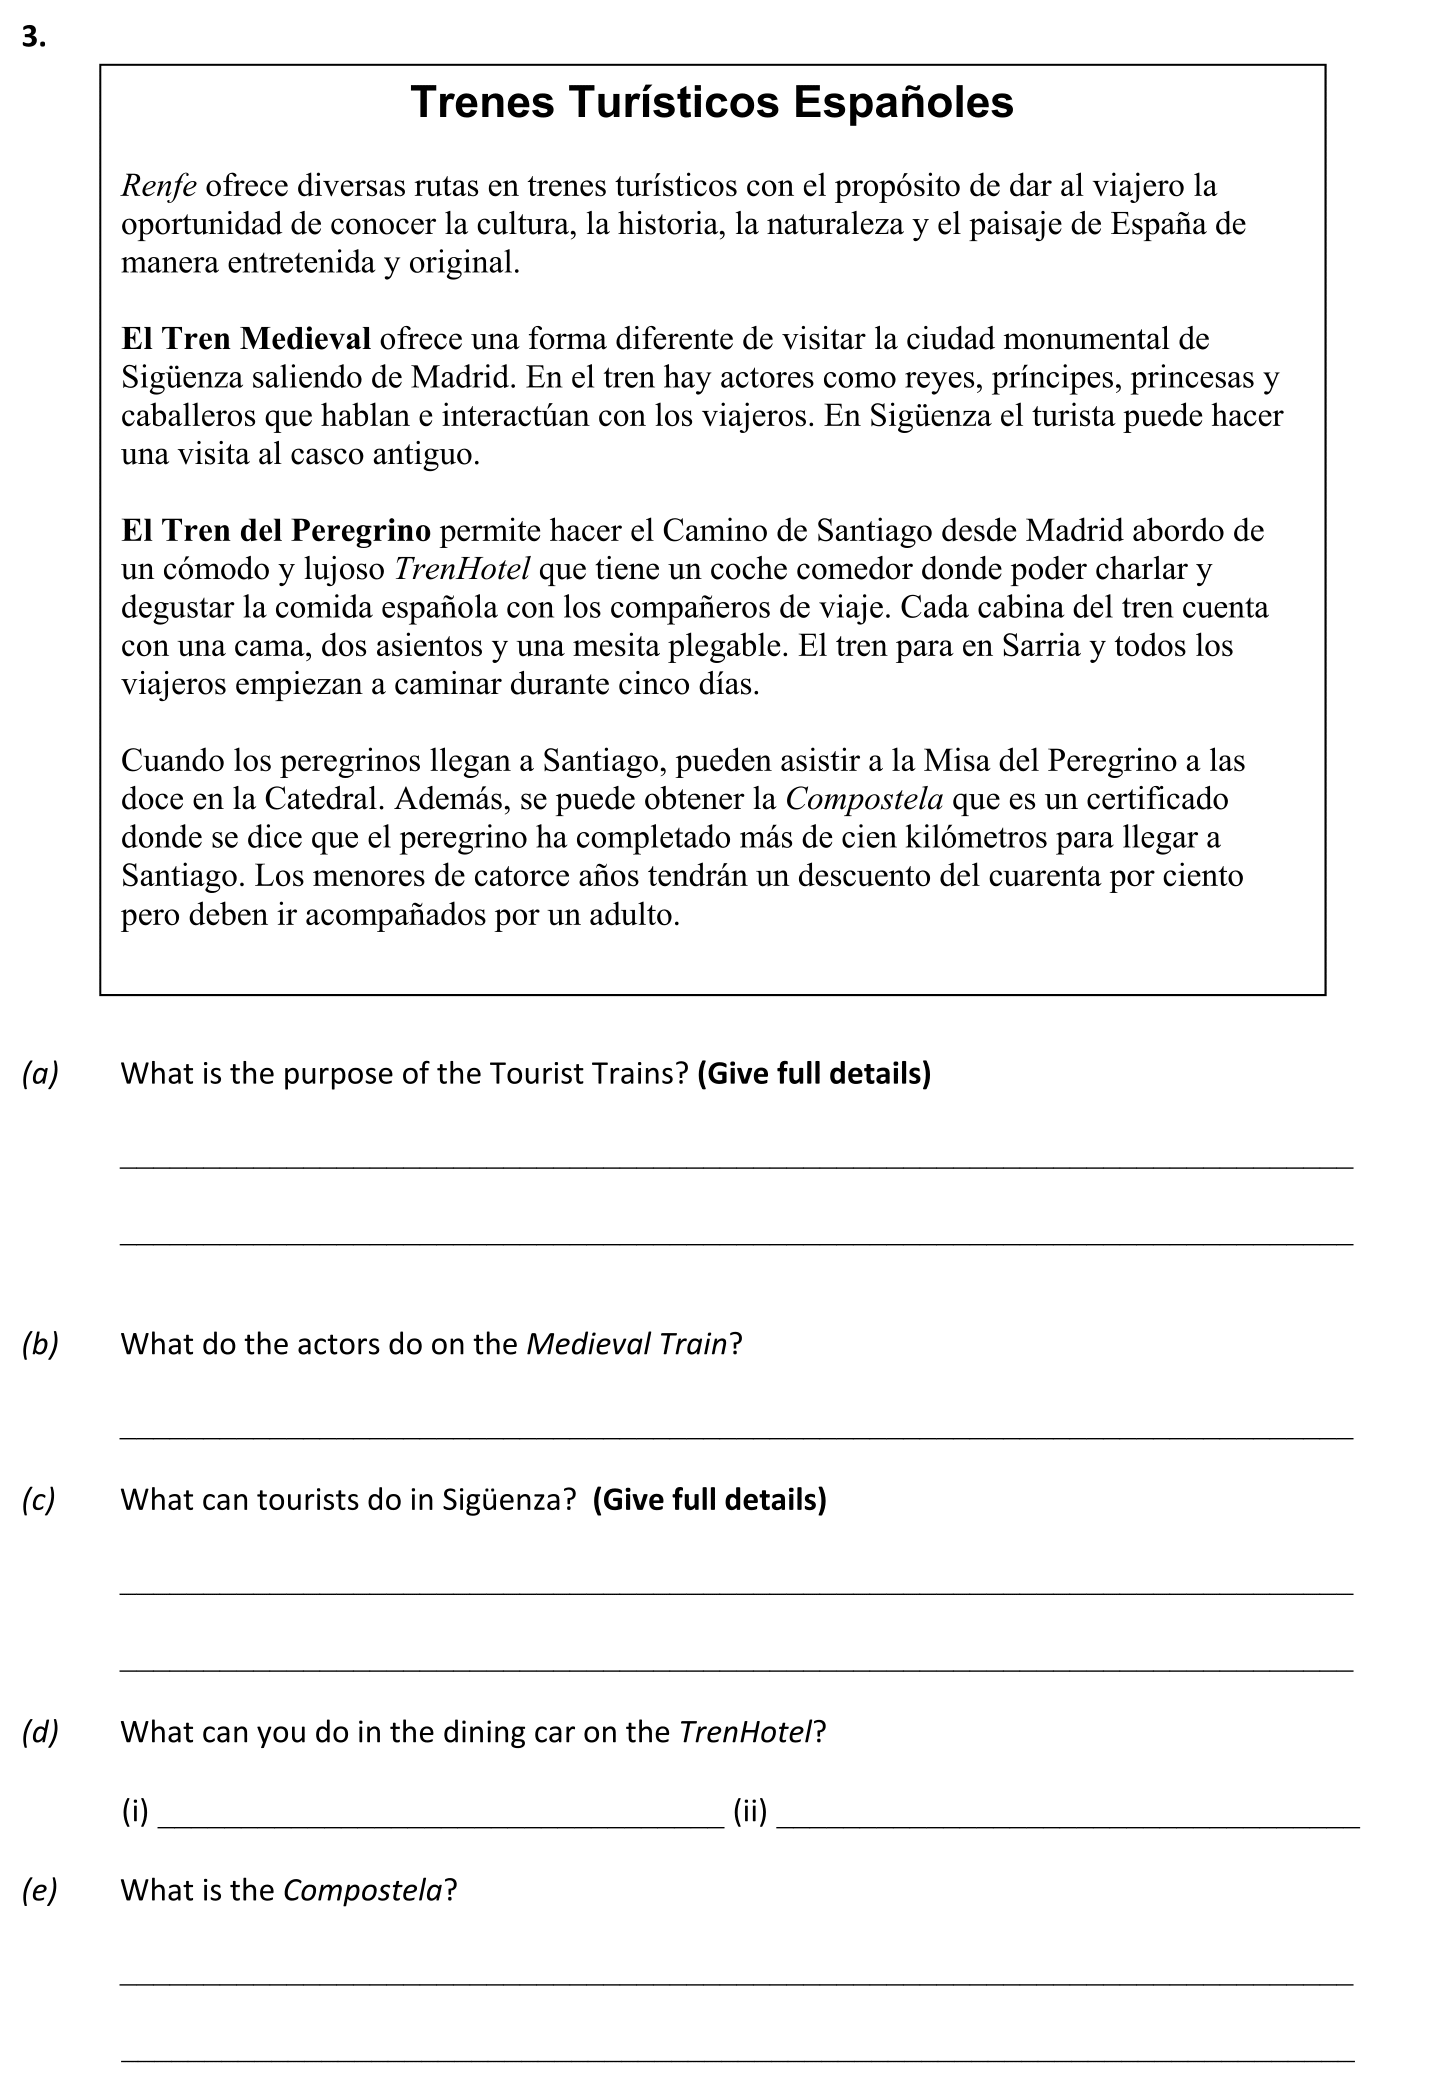 3.
Trenes Turísticos Españoles
Renfe ofrece diversas rutas en trenes turísticos con el propósito de dar al viajero la
oportunidad de conocer la cultura, la historia, la naturaleza y el paisaje de España de
manera entretenida y original.
El Tren Medieval ofrece una forma diferente de visitar la ciudad monumental de
Sigüenza saliendo de Madrid. En el tren hay actores como reyes, príncipes, princesas y
caballeros que hablan e interactúan con los viajeros. En Sigüenza el turista puede hacer
una visita al casco antiguo.
El Tren del Peregrino permite hacer el Camino de Santiago desde Madrid abordo de
un cómodo y lujoso TrenHotel que tiene un coche comedor donde poder charlar y
degustar la comida española con los compañeros de viaje. Cada cabina del tren cuenta
con una cama, dos asientos y una mesita plegable. El tren para en Sarria y todos los
viajeros empiezan a caminar durante cinco días.
Cuando los peregrinos llegan a Santiago, pueden asistir a la Misa del Peregrino a las
doce en la Catedral. Además, se puede obtener la Compostela que es un certificado
donde se dice que el peregrino ha completado más de cien kilómetros para llegar a
Santiago. Los menores de catorce años tendrán un descuento del cuarenta por ciento
pero deben ir acompañados por un adulto.
(a) What is the purpose of the Tourist Trains? (Give full details)
(b) What do the actors do on the Medieval Train?
(c) What can tourists do in Sigüenza? (Give full details)
(d) What can you do in the dining car on the TrenHotel?
(i) (ii)
(e) What is the Compostela?